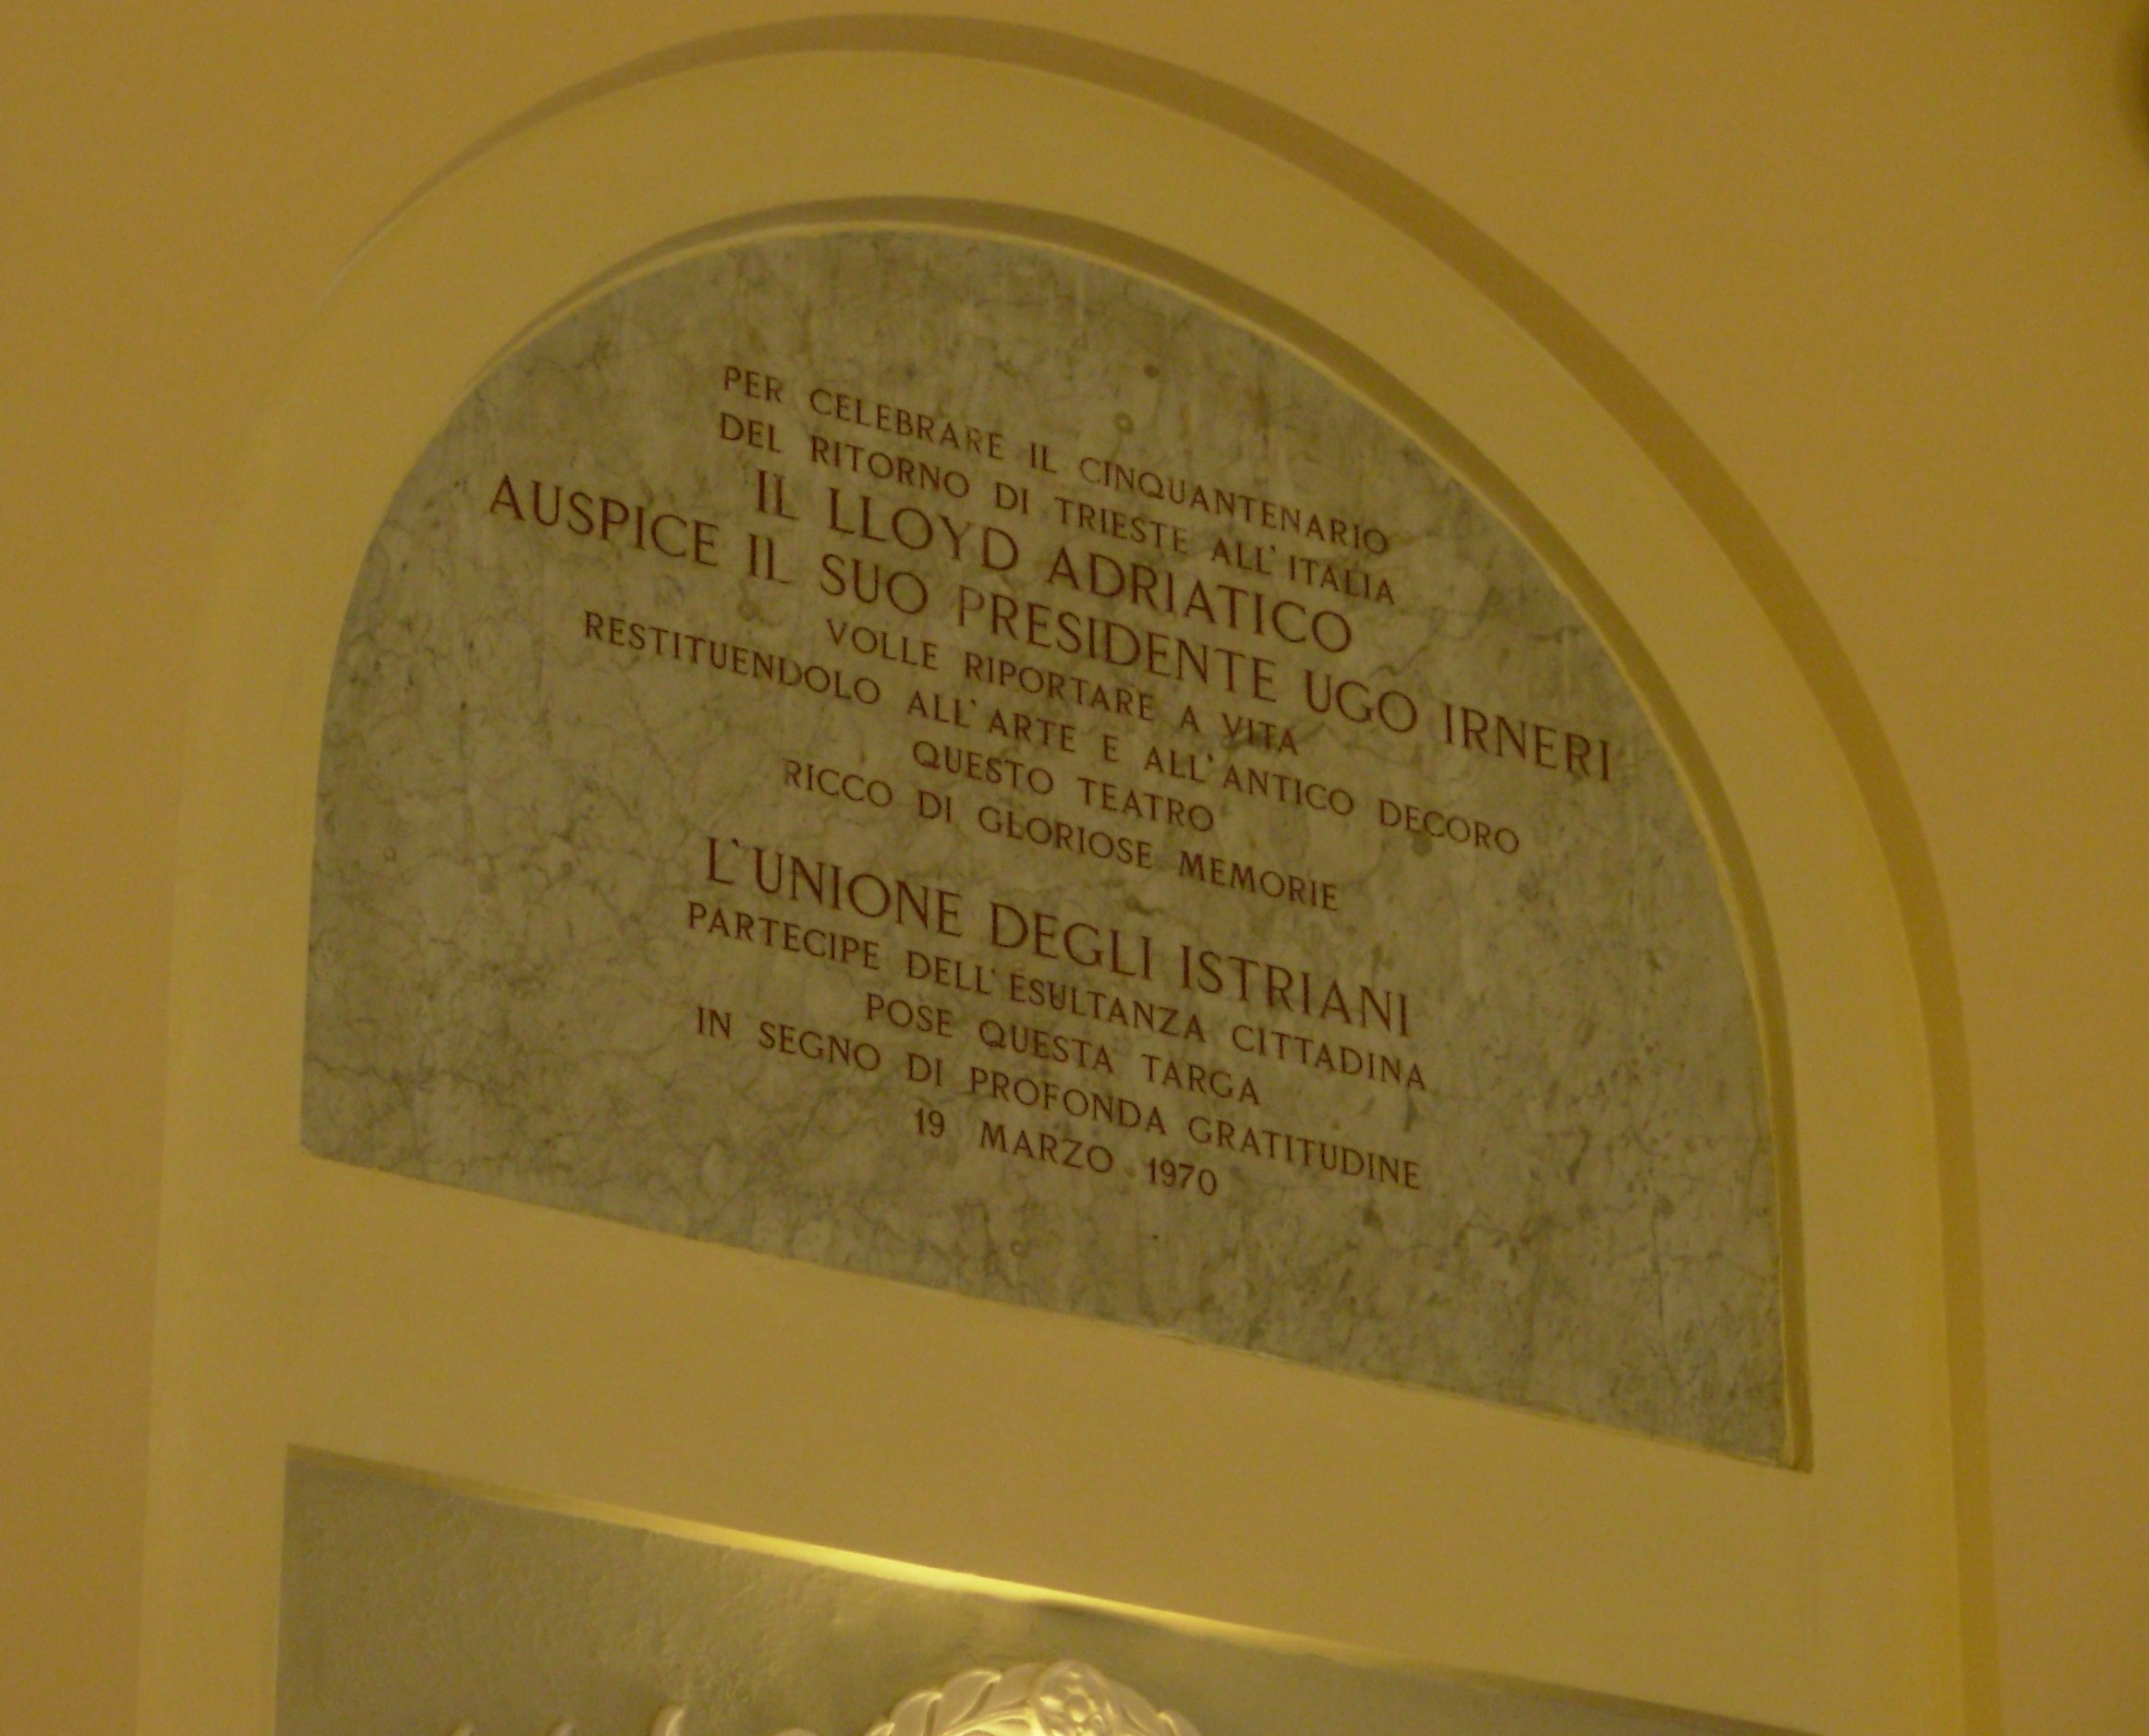 PER CELEBRARE IL CINQUANTENARIO
DEL RITORNO DI TRIESTE ALL'ITALIA
IL LLOYD ADRIATICO
AUSPICE IL SUO PRESIDENTE UGO IRNERI
VOLLE RIPORTARE A VITA
RESTITUENDOLO ALL'ARTE E ALL'ANTICO DECORO
QUESTO TEATRO
RICCO DI GLORIOSE MEMORIE
L'UNIONE DEGLI ISTRIANI
PARTECIPE DELL'ESULTANZA CITTADINA
POSE QUESTA TARGA
IN SEGNO DI PROFONDA GRATITUDINE
19 MARZO 1970